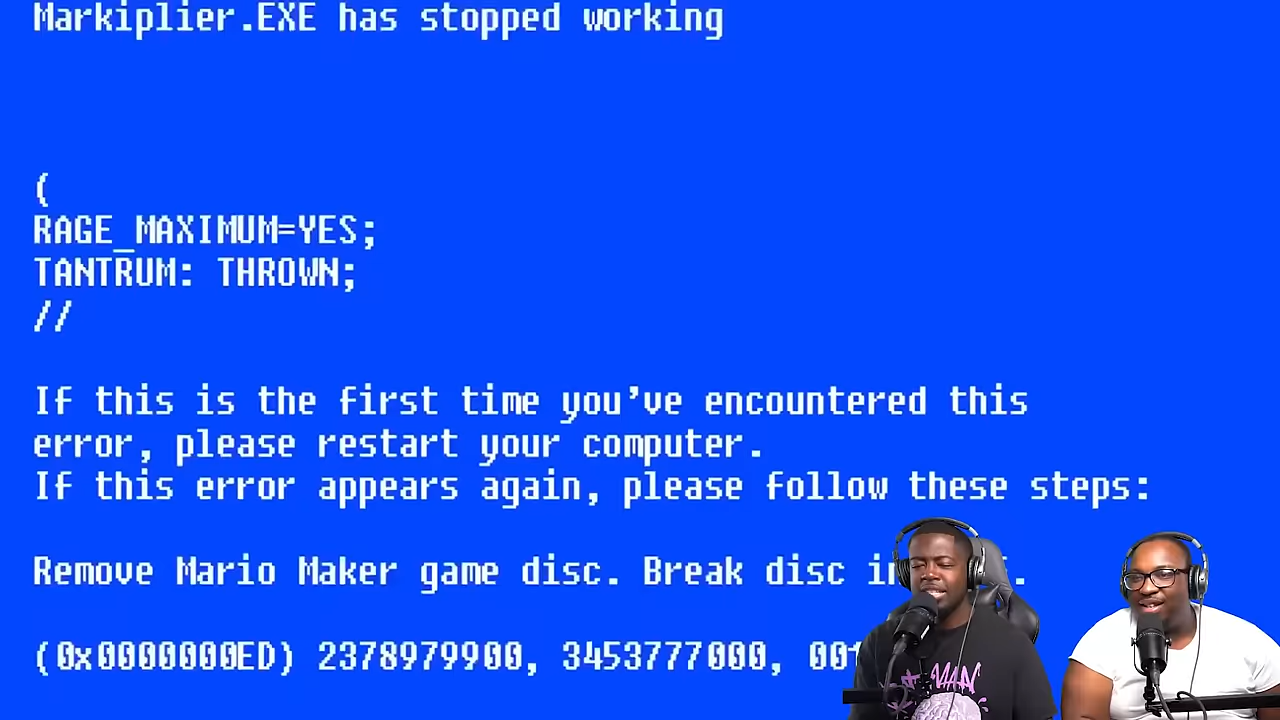 Markiplier.EXE has stopped working
(
RAGE_MAXIMUM=YES;
TANTRUM: THROWN;
//
If this is the first time you've encountered this
error, please restart your computer.
If this error appears again, please follow these steps:
Remove Mario Maker game disc. Break disc in
(0x0000000ED) 2378979900, 3453777000, 001